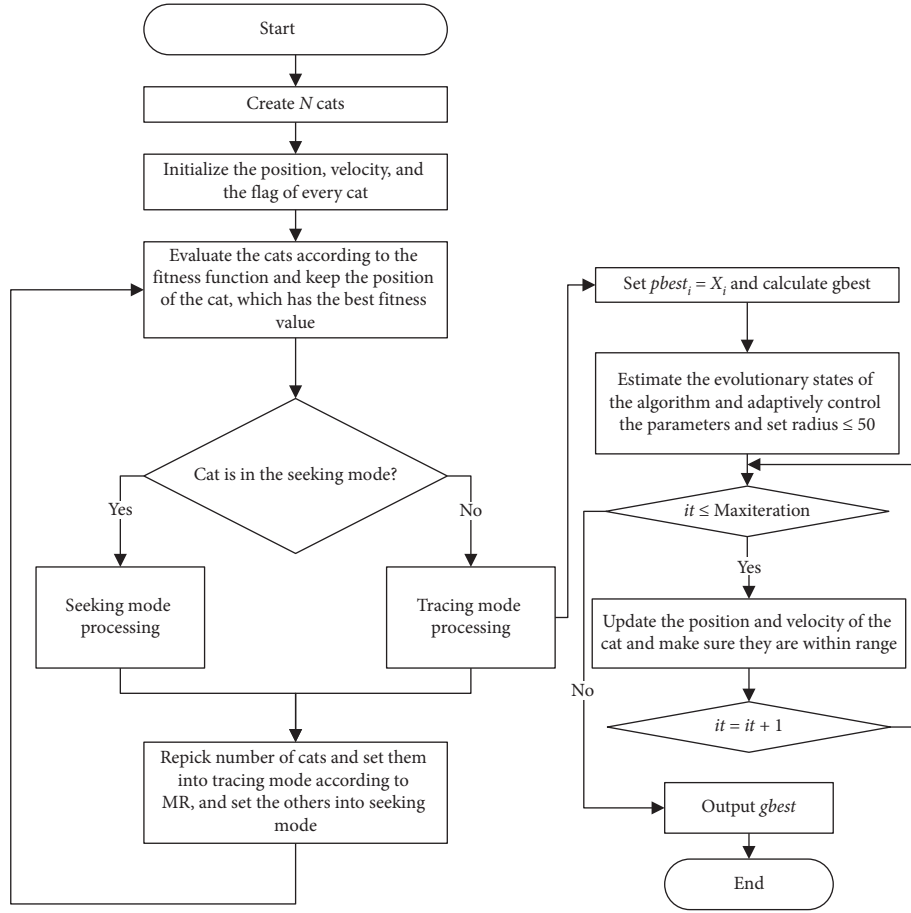 Start
Create N cats
Initialize the position, velocity, and
the flag of every cat
Evaluate the cats according to the
fitness function and keep the position
of the cat, which has the best fitness
value
Cat is in the seeking mode?
Yes
No
Seeking mode
processing
Tracing mode
processing
Repick number of cats and set them
into tracing mode according to
MR, and set the others into seeking
mode
Set pbest_i = X_i and calculate gbest
Estimate the evolutionary states of
the algorithm and adaptively control
the parameters and set radius ≤ 50
it ≤ Maxiteration
Yes
Update the position and velocity of the
cat and make sure they are within range
No
it = it + 1
Output gbest
End